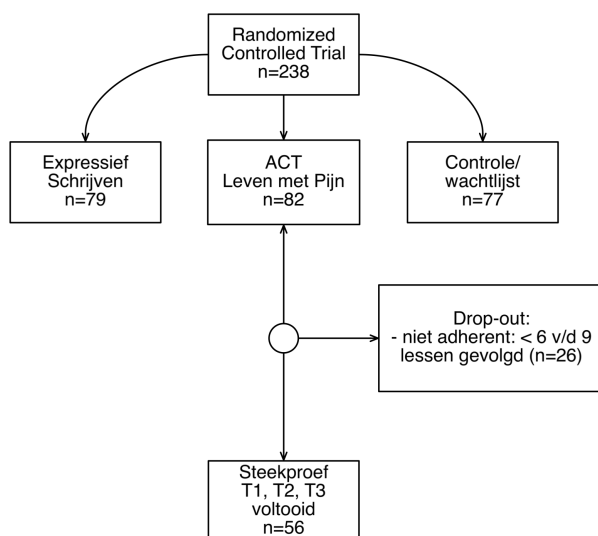 Randomized
Controlled Trial
n=238
Expressief
Schrijven
n=79
ACT
Leven met Pijn
n=82
Controle/
wachtlijst
n=77
Drop-out:
- niet adherent: < 6 v/d 9
lessen gevolgd (n=26)
Steekproef
T1, T2, T3
voltooid
n=56